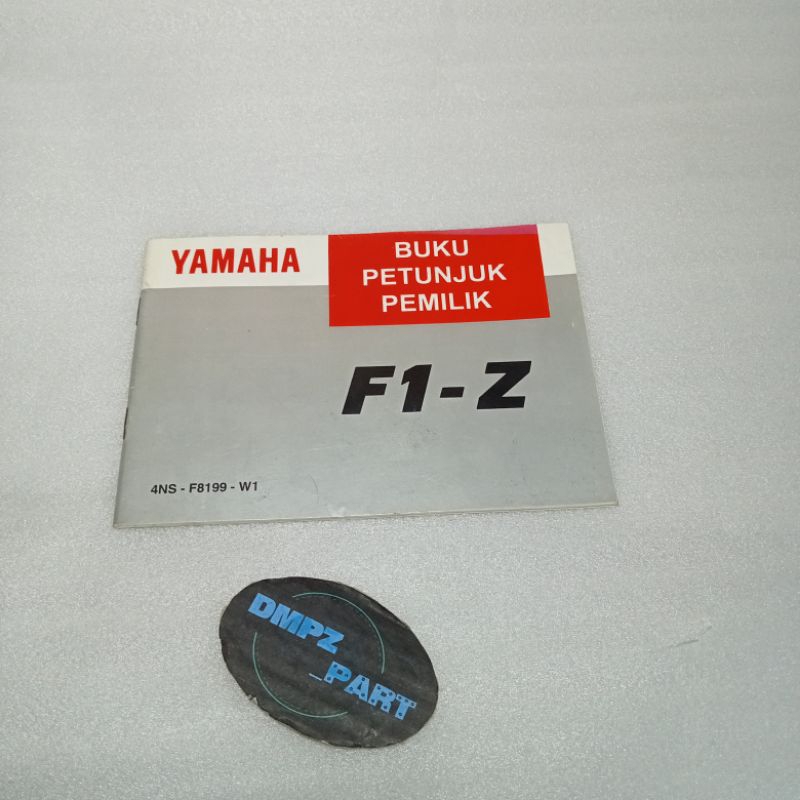 YAMAHA
BUKU
PETUNJUK
PEMILIK
F1-Z
4NS - F8199 - W1
DMPZ
_PART